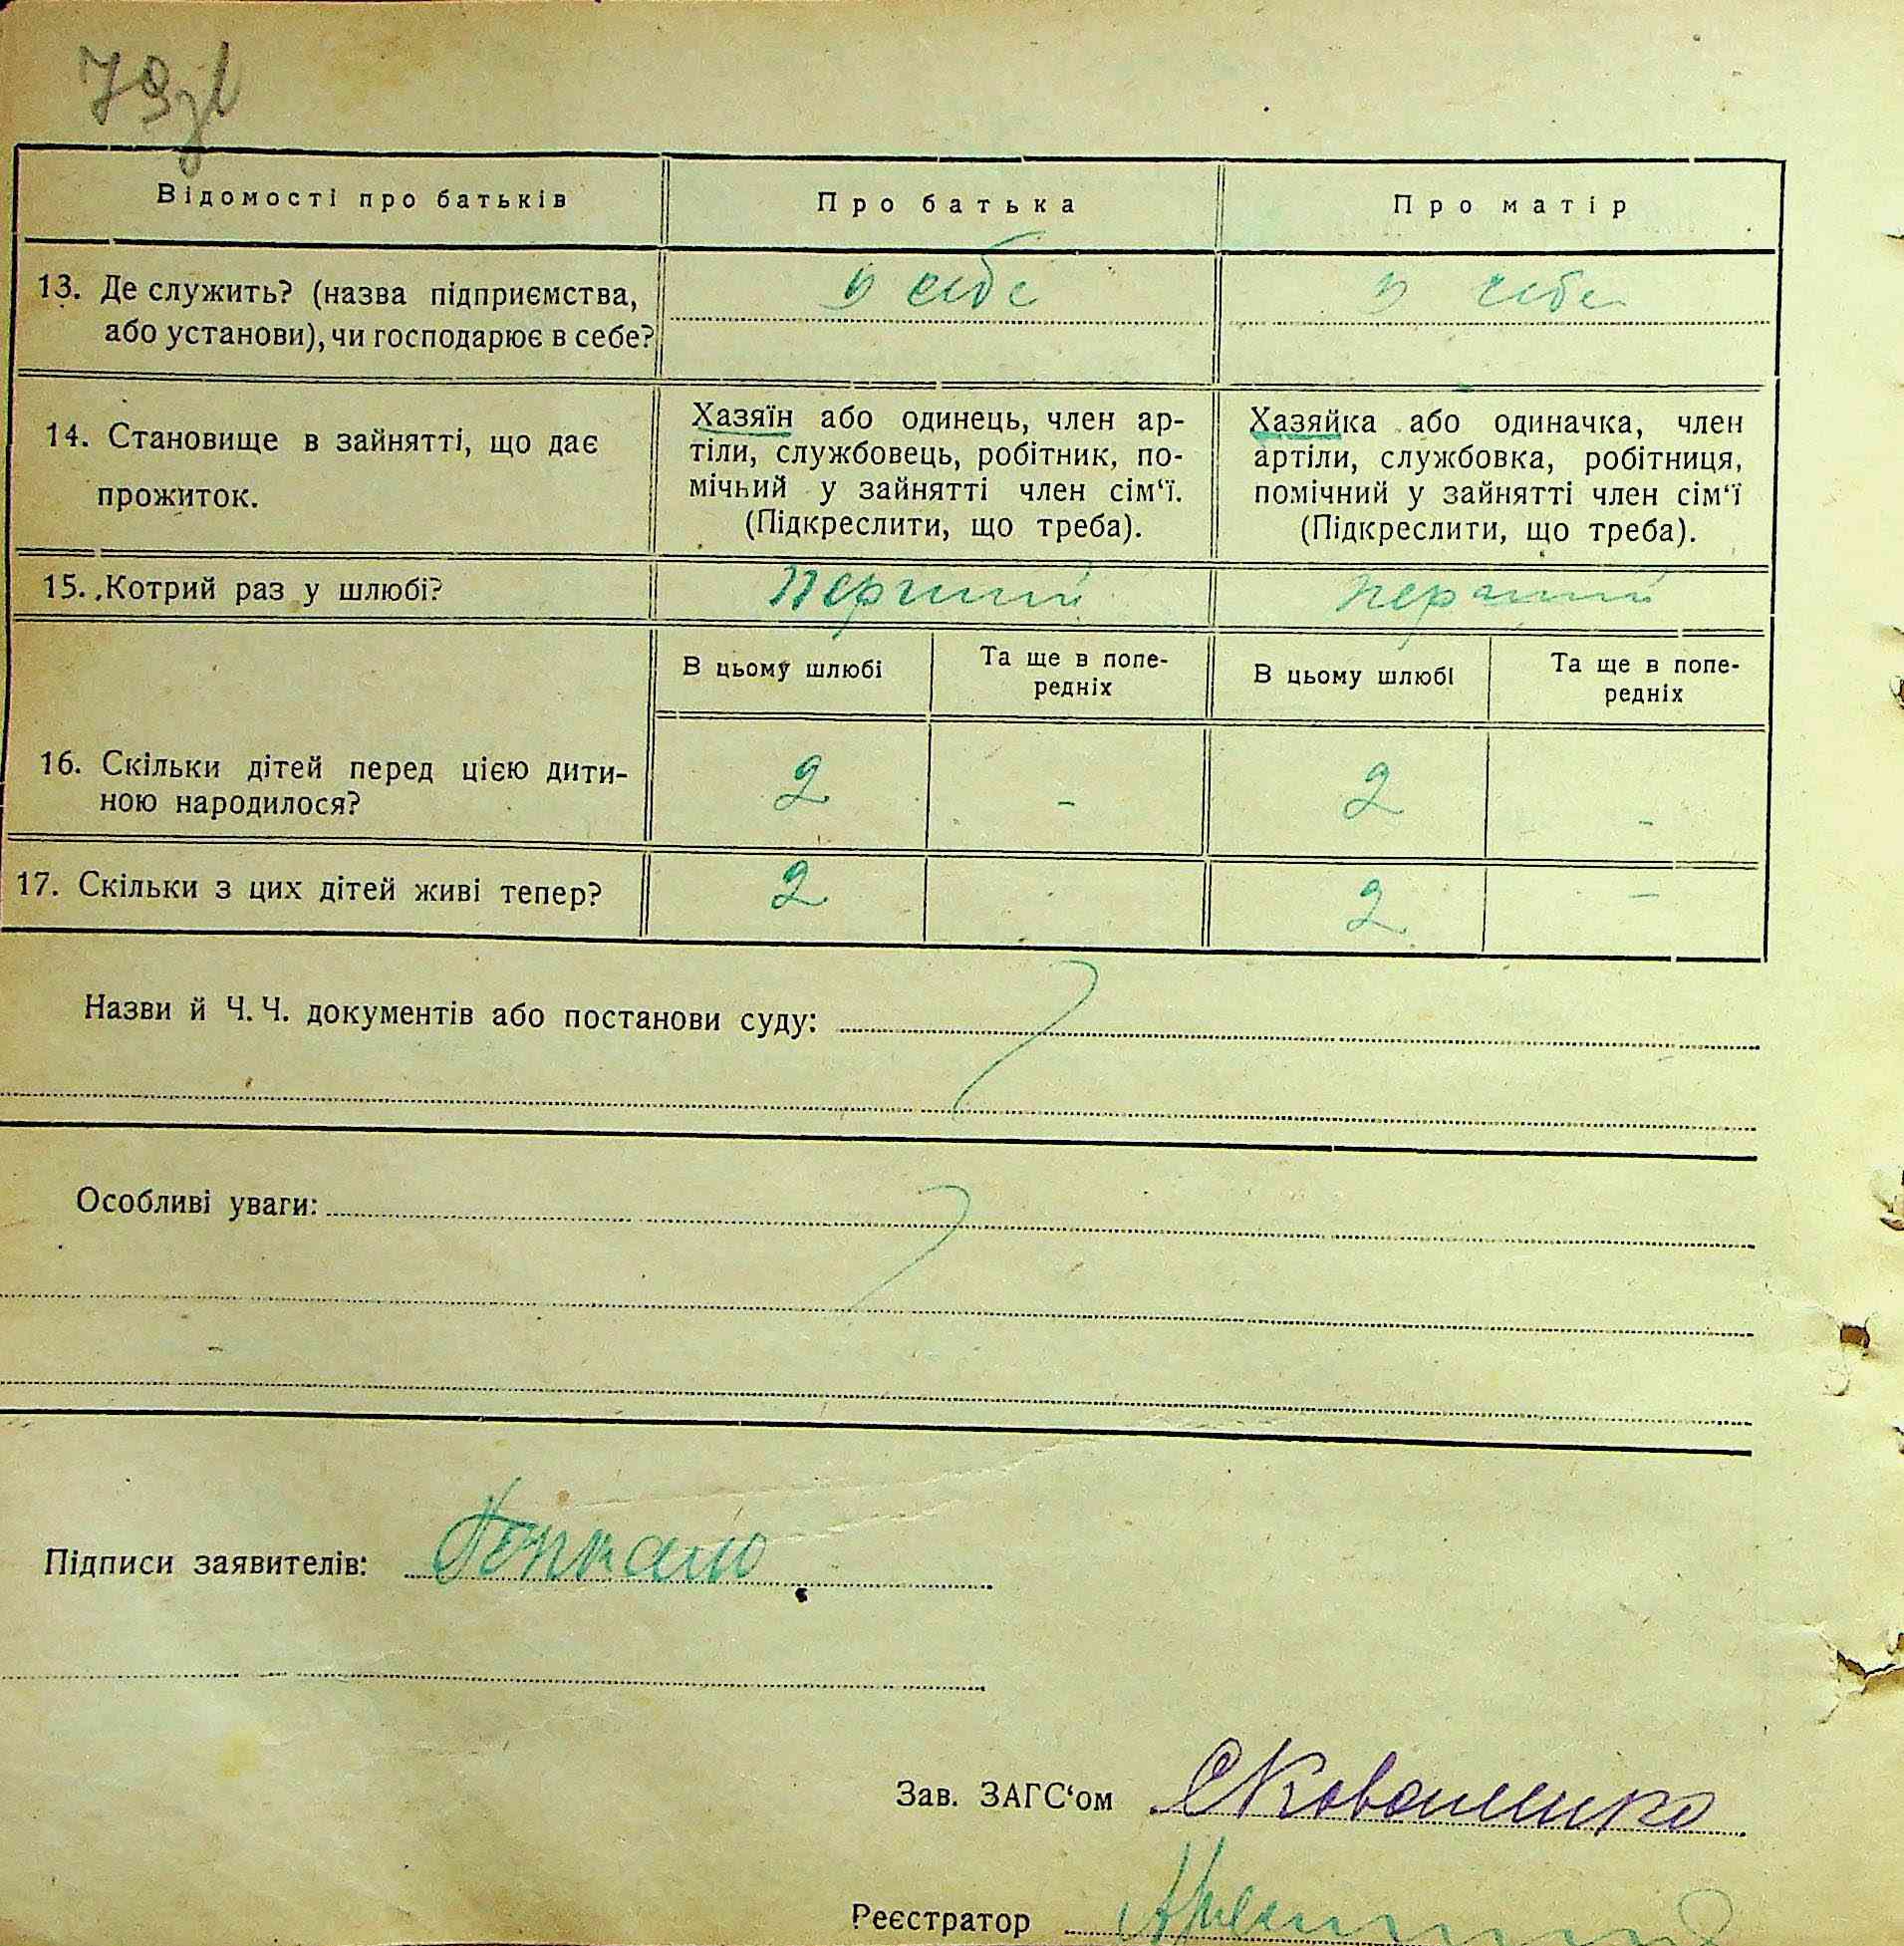 Відомості про батьків Про батька Про матір
13. Де служить? (назва підприємства, в себе в себе
або установи), чи господарює в себе?
14. Становище в зайнятті, що дає
прожиток.
Хазяїн або одинець, член ар-
тіли, службовець, робітник, по-
мічний у зайнятті член сім‘ї.
(Підкреслити, що треба).
Хазяйка або одиначка, член
артіли, службовка, робітниця,
помічний у зайнятті член сім‘ї
(Підкреслити, що треба).
15. Котрий раз у шлюбі? перший перший
В цьому шлюбі Та ще в попе-
редніх
В цьому шлюбі Та ще в попе-
редніх
16. Скільки дітей перед цією дити- 2 - 2 -
ною народилося?
17. Скільки з цих дітей живі тепер? 2 2 -
Назви й Ч. Ч. документів або постанови суду:
Особливі уваги:
Підписи заявителів:
Зав. ЗАГС‘ом
Реєстратор